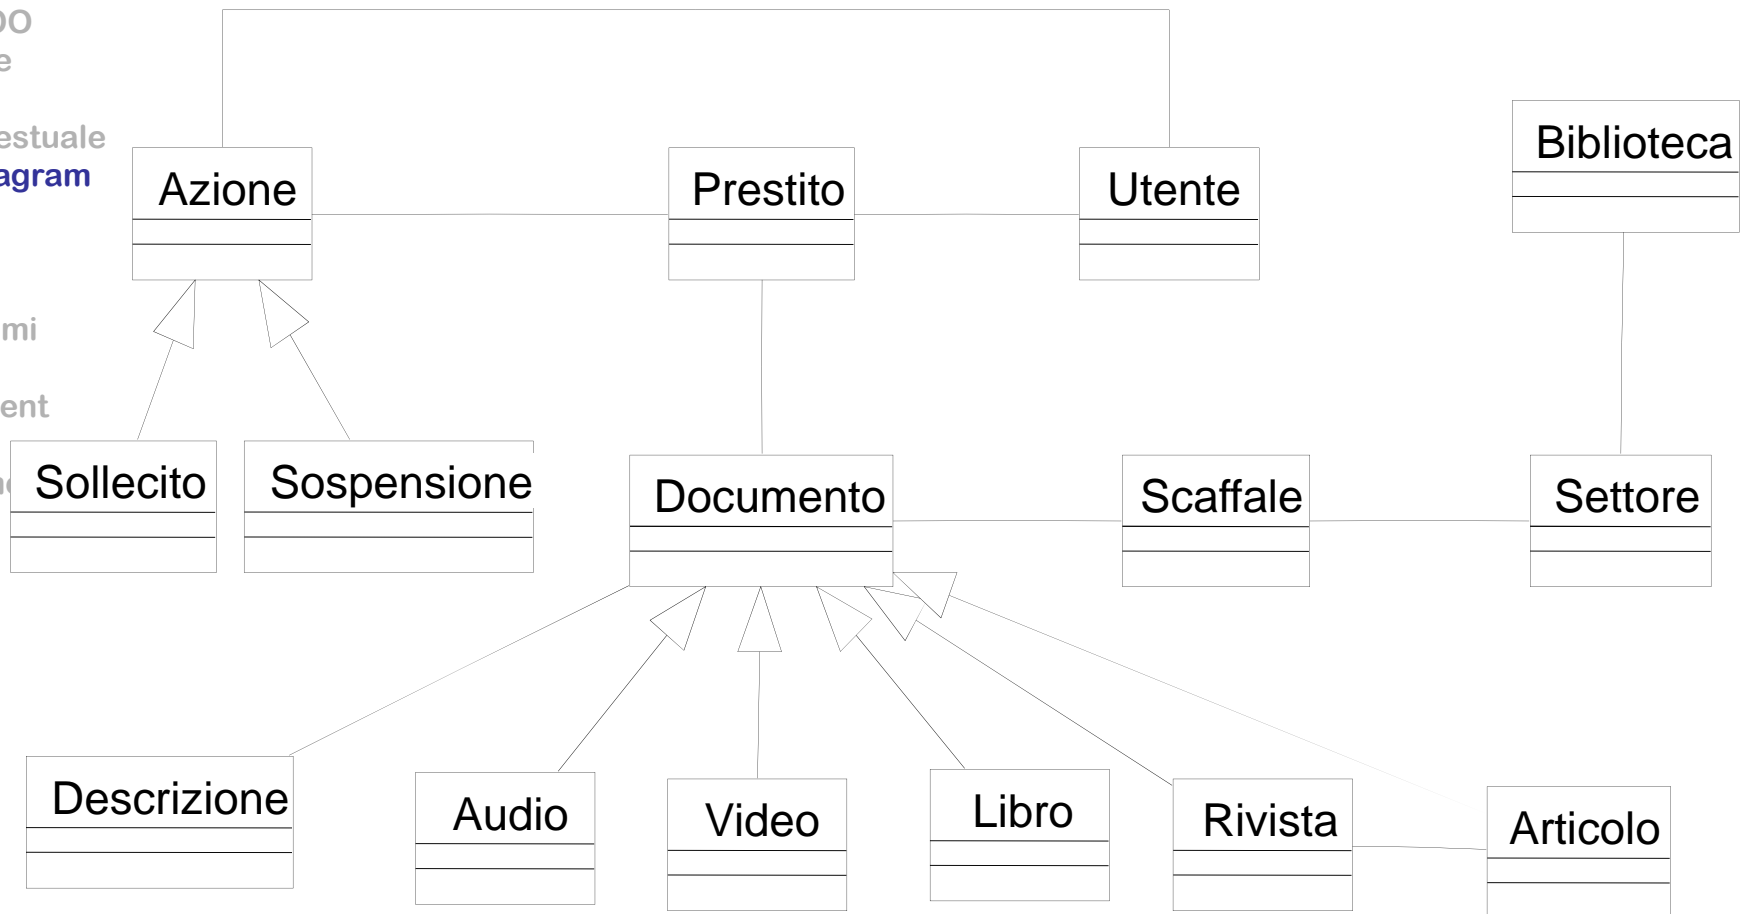 DO
e
estuale
agram
mi
ent
Azione
Prestito
Utente
Biblioteca
Sollecito
Sospensione
Documento
Scaffale
Settore
Descrizione
Audio
Video
Libro
Rivista
Articolo